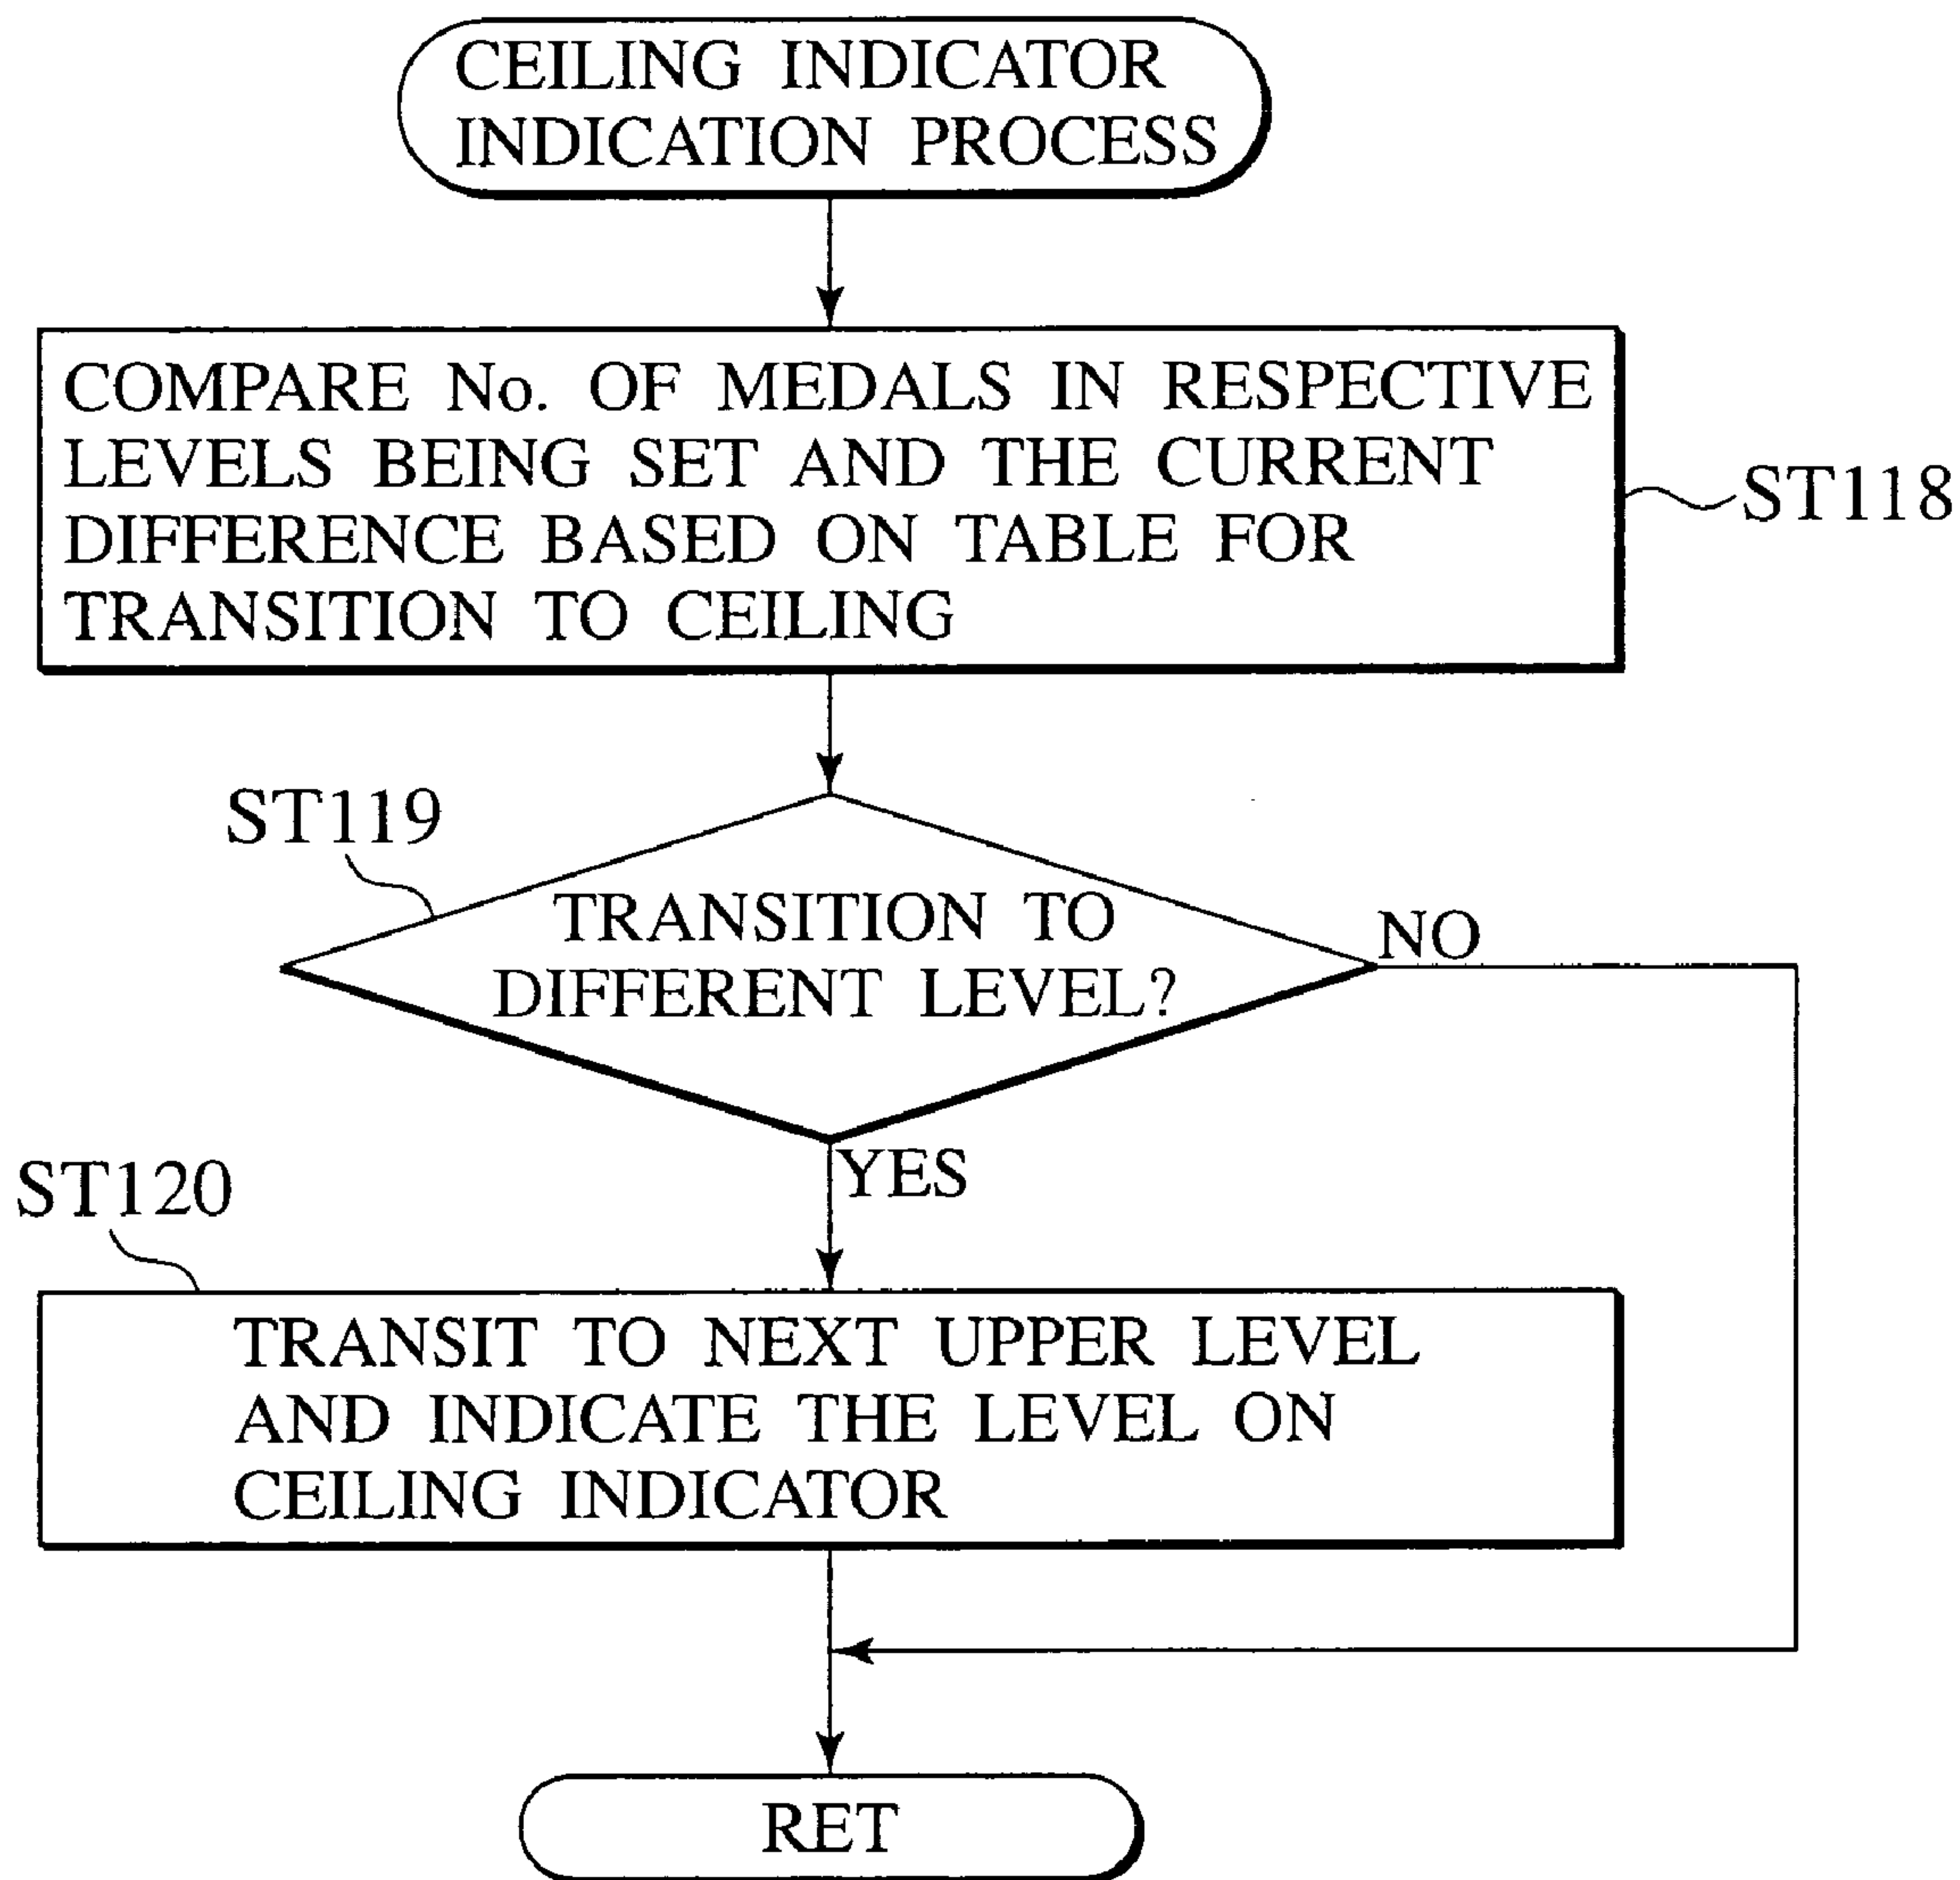 CEILING INDICATOR
INDICATION PROCESS
COMPARE No. OF MEDALS IN RESPECTIVE
LEVELS BEING SET AND THE CURRENT
DIFFERENCE BASED ON TABLE FOR
TRANSITION TO CEILING
ST118
ST119
TRANSITION TO
DIFFERENT LEVEL?
NO
YES
ST120
TRANSIT TO NEXT UPPER LEVEL
AND INDICATE THE LEVEL ON
CEILING INDICATOR
RET